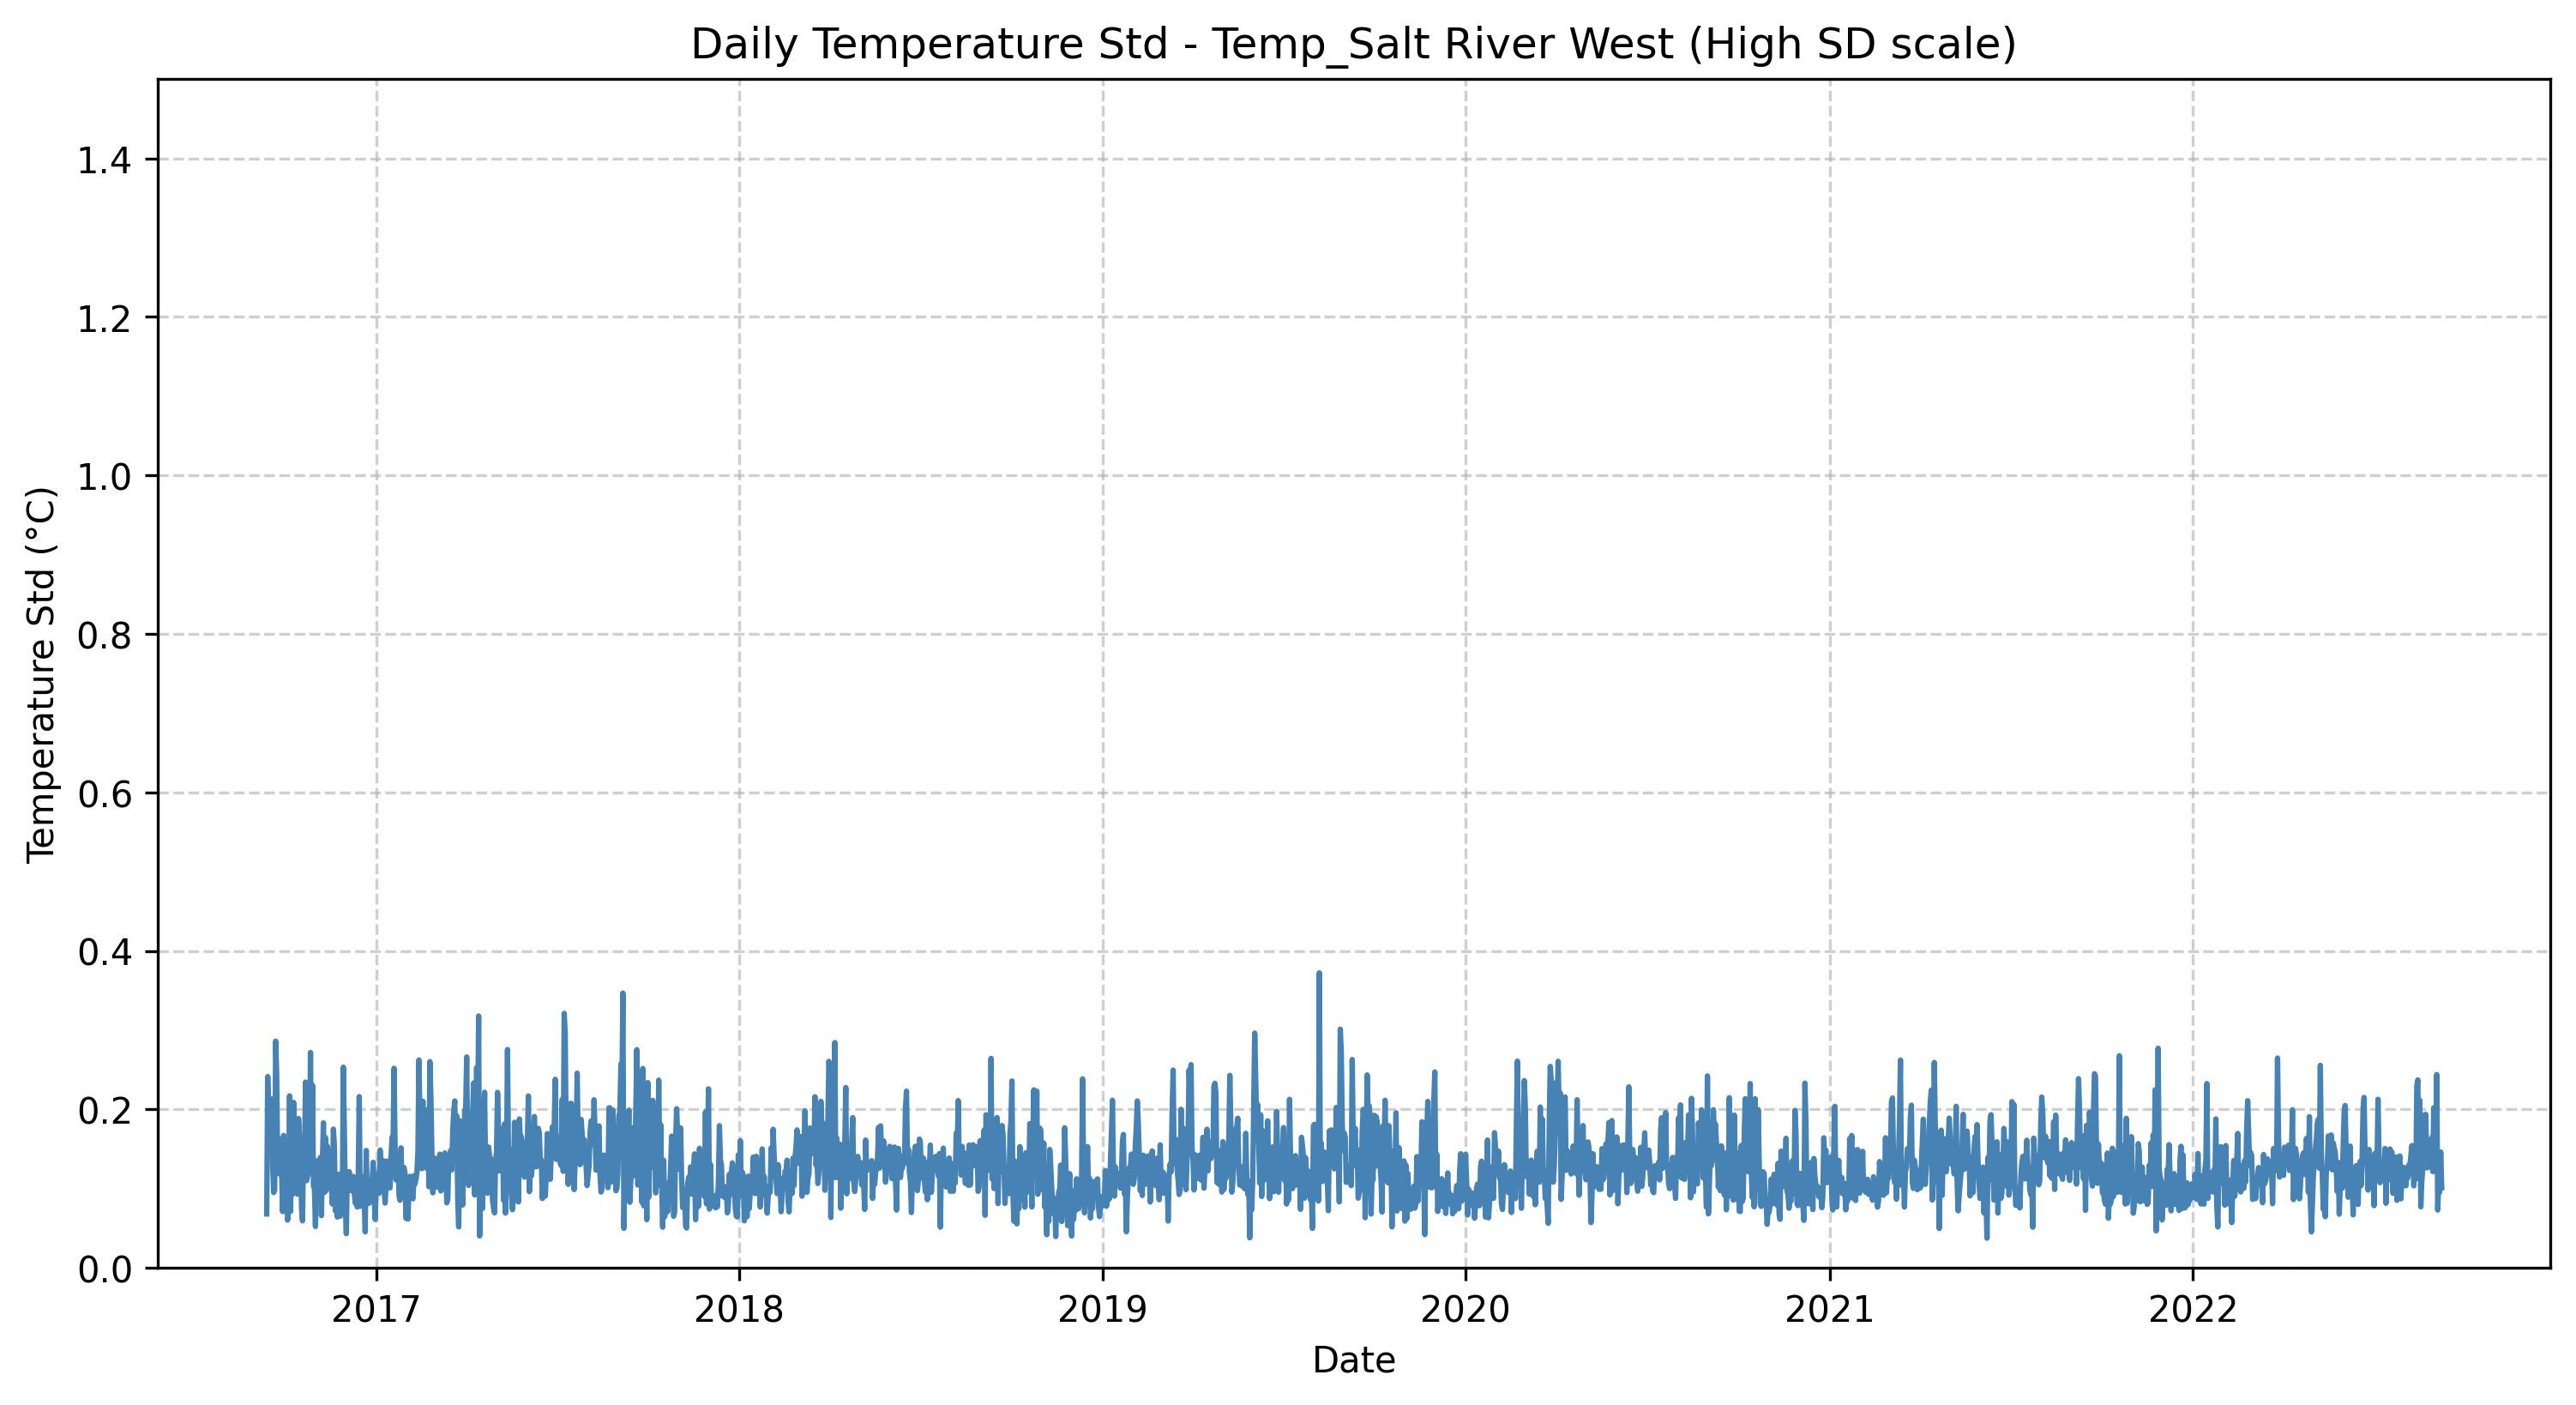 Daily Temperature Std - Temp_Salt River West (High SD scale)
Temperature Std (°C)
1.4
1.2
1.0
0.8
0.6
0.4
0.2
0.0
2017 2018 2019 2020 2021 2022
Date